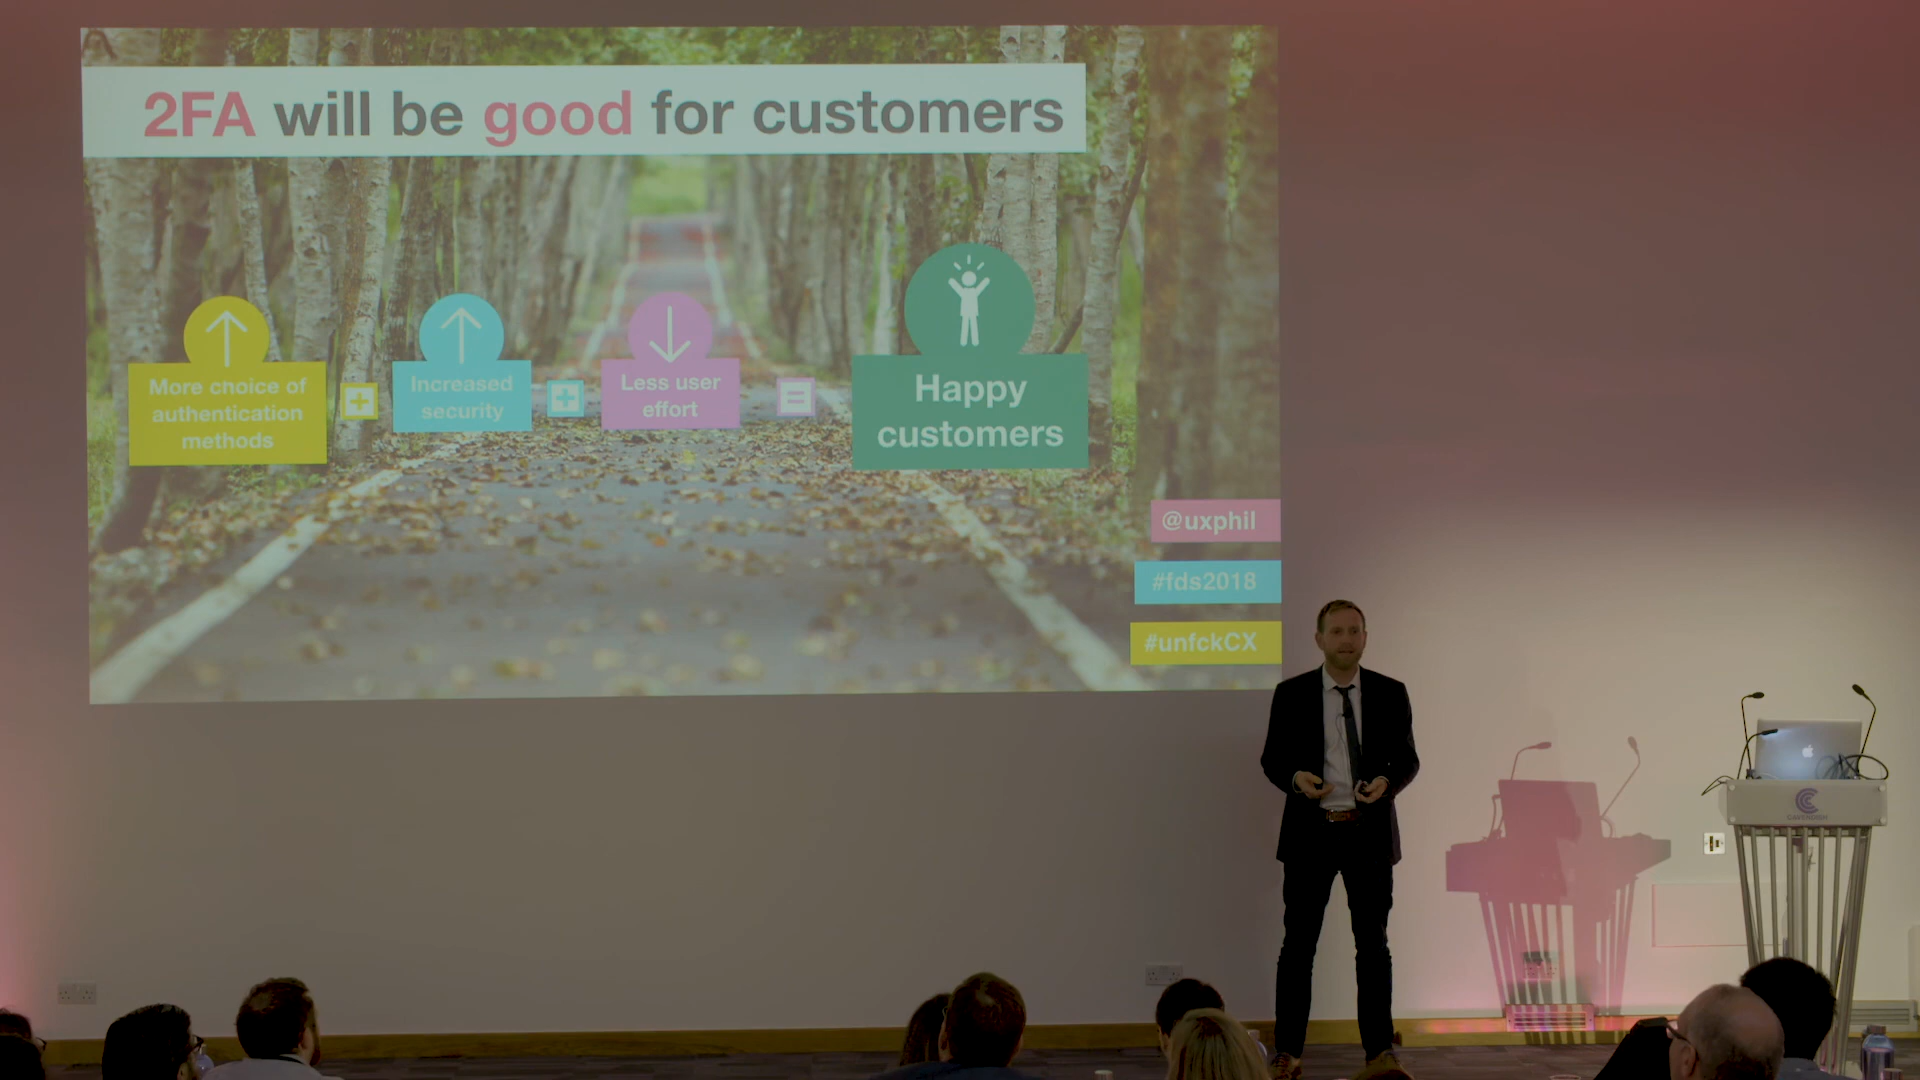 2FA will be good for customers
More choice of
authentication
methods
Increased
security
Less user
effort
Happy
customers
@uxphil
#fds2018
#unfckCX
CAVENDISH